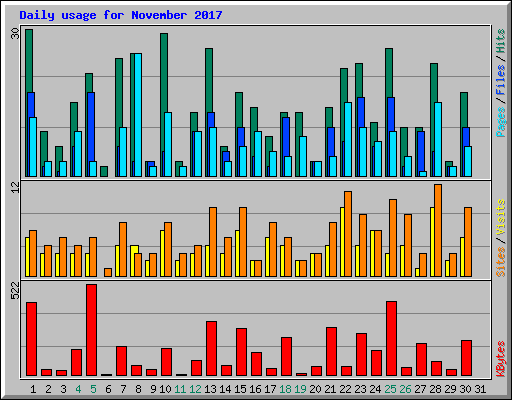 Daily usage for November 2017
30
Pages / Files / Hits
12
Sites / Visits
522
KBytes
1 2 3 4 5 6 7 8 9 10 11 12 13 14 15 16 17 18 19 20 21 22 23 24 25 26 27 28 29 30 31